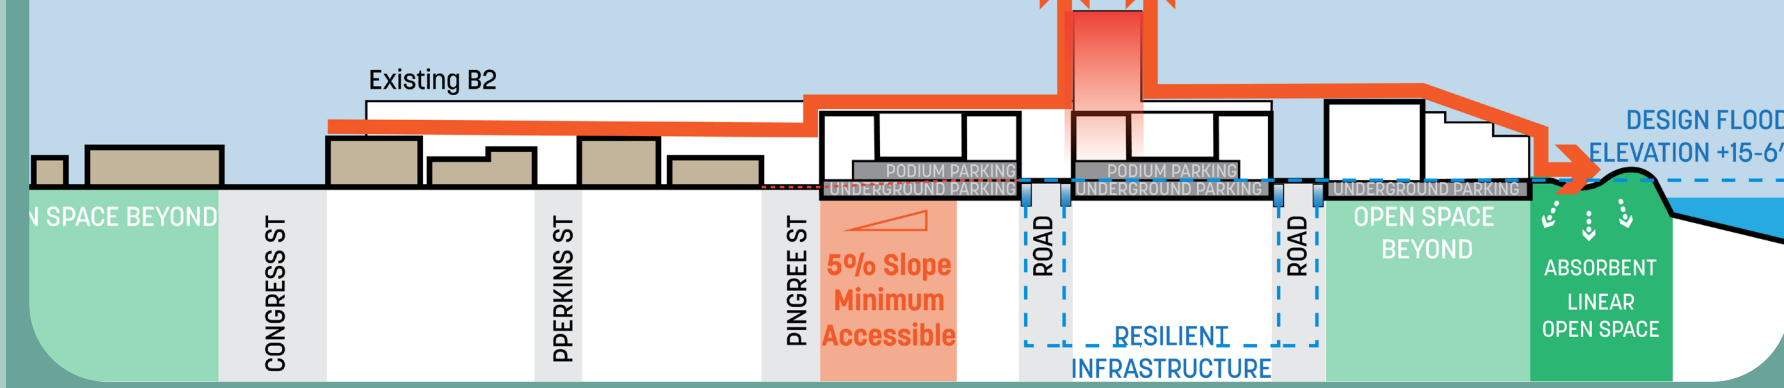 Existing B2
DESIGN FLOOD
ELEVATION +15-6"
PODIUM PARKING
PODIUM PARKING
UNDERGROUND PARKING
UNDERGROUND PARKING
UNDERGROUND PARKING
N SPACE BEYOND
CONGRESS ST
PPERKINS ST
PINGREE ST
5% Slope
Minimum
Accessible
ROAD
ROAD
RESILIENT
INFRASTRUCTURE
OPEN SPACE
BEYOND
ABSORBENT
LINEAR
OPEN SPACE